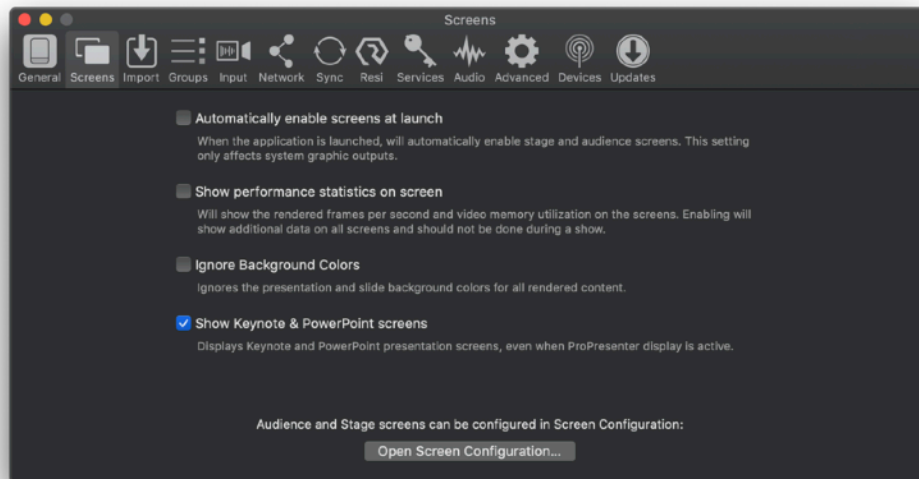 Screens
General Screens Import Groups Input Network Sync Resi Services Audio Advanced Devices Updates
Automatically enable screens at launch
When the application is launched, will automatically enable stage and audience screens. This setting
only affects system graphic outputs.
Show performance statistics on screen
Will show the rendered frames per second and video memory utilization on the screens. Enabling will
show additional data on all screens and should not be done during a show.
Ignore Background Colors
Ignores the presentation and slide background colors for all rendered content.
Show Keynote & PowerPoint screens
Displays Keynote and PowerPoint presentation screens, even when ProPresenter display is active.
Audience and Stage screens can be configured in Screen Configuration:
Open Screen Configuration...